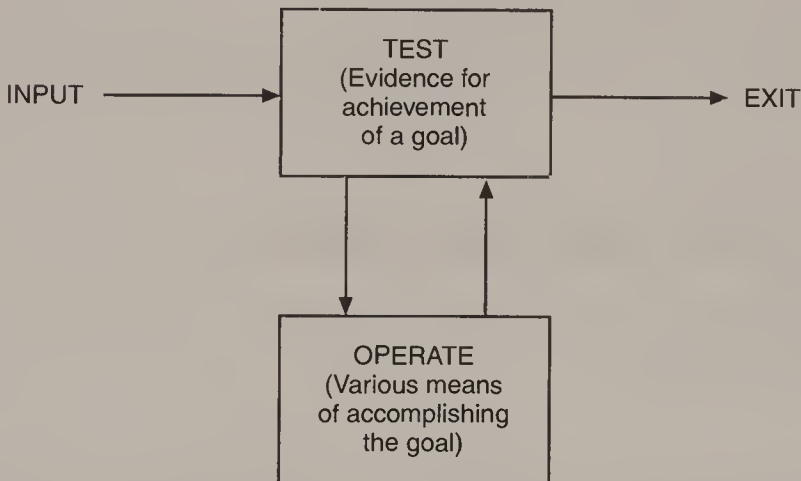 TEST
(Evidence for
achievement
of a goal)
INPUT
EXIT
OPERATE
(Various means
of accomplishing
the goal)